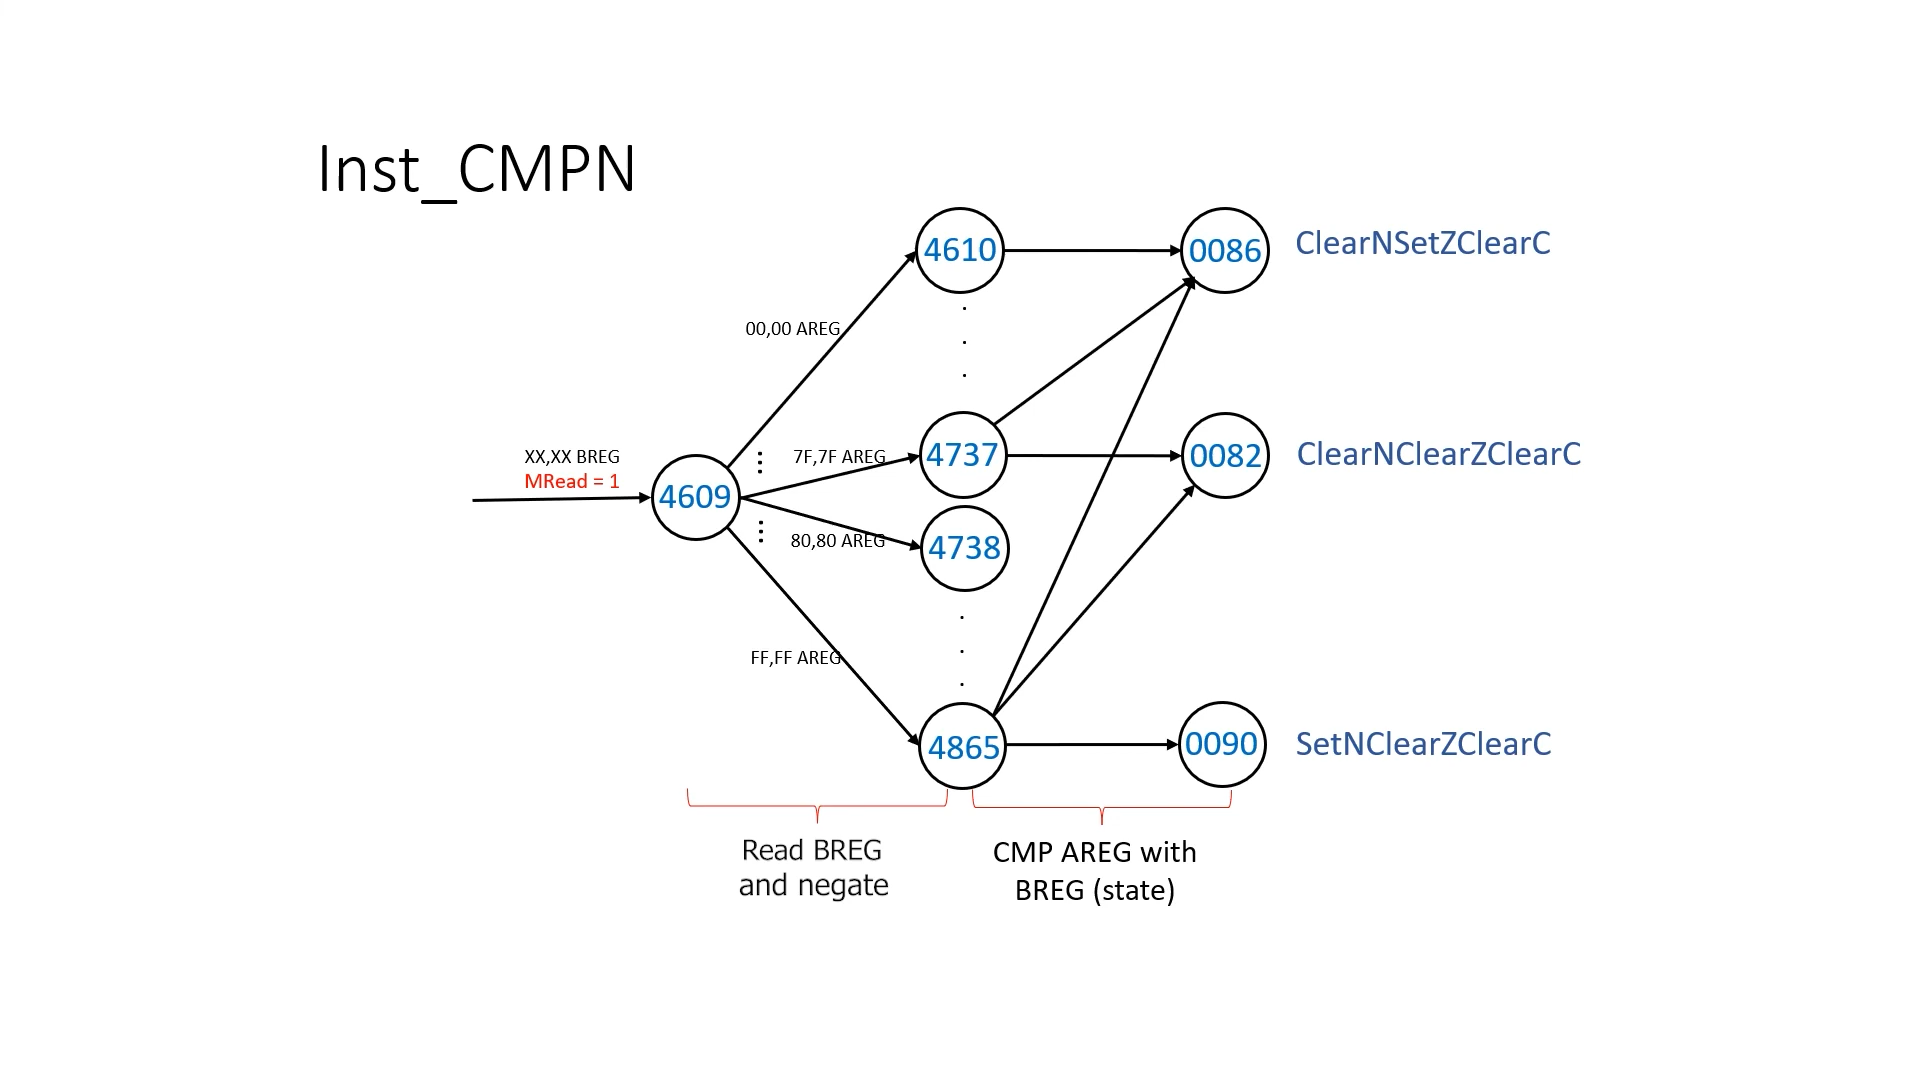 Inst_CMPN
4610
0086
ClearNSetZClearC
00,00 AREG
XX,XX BREG
MRead = 1
4609
7F,7F AREG
4737
0082
ClearNClearZClearC
80,80 AREG
4738
FF,FF AREG
4865
0090
SetNClearZClearC
Read BREG
and negate
CMP AREG with
BREG (state)